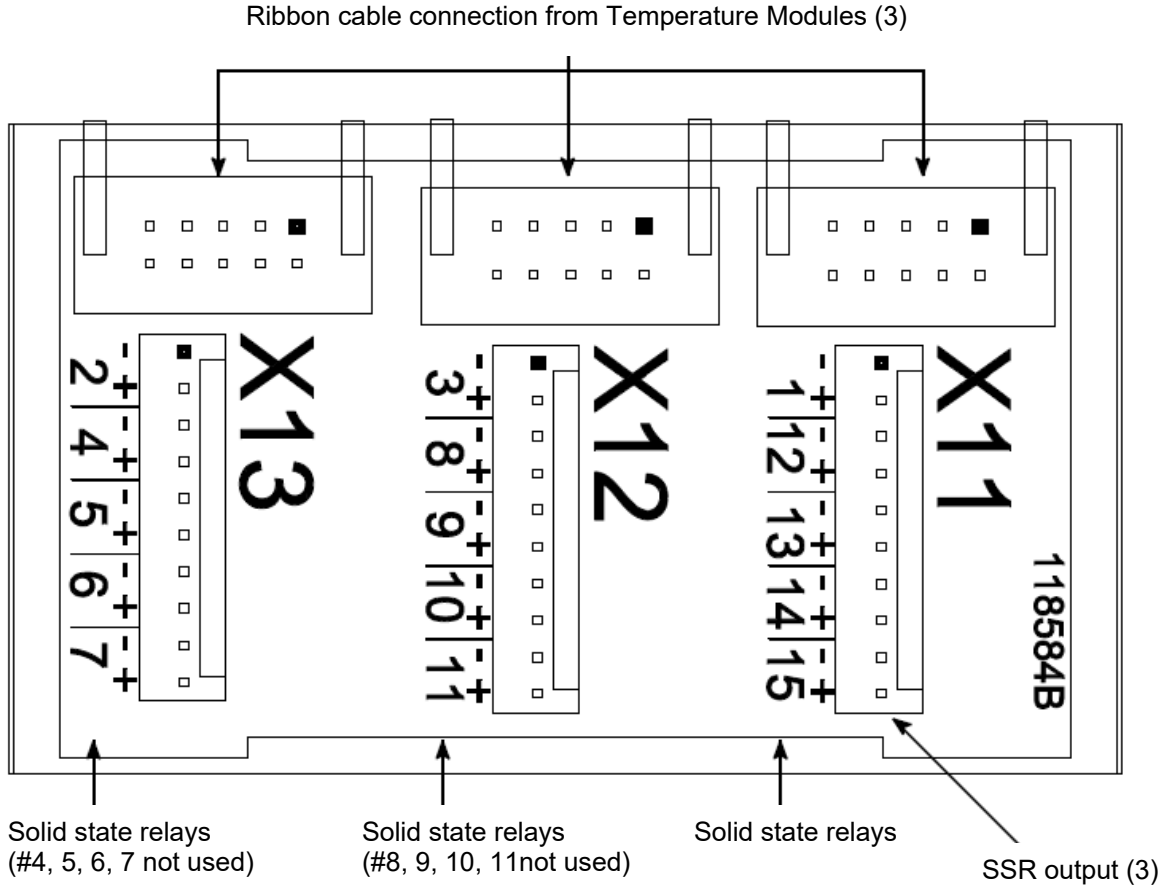 Ribbon cable connection from Temperature Modules (3)
X13
- 2 +
- 4 +
- 5 +
- 6 +
- 7 +
X12
- 3 +
- 8 +
- 9 +
- 10 +
- 11 +
X11
- 1 +
- 12 +
- 13 +
- 14 +
- 15 +
118584B
Solid state relays
(#4, 5, 6, 7 not used)
Solid state relays
(#8, 9, 10, 11not used)
Solid state relays
SSR output (3)